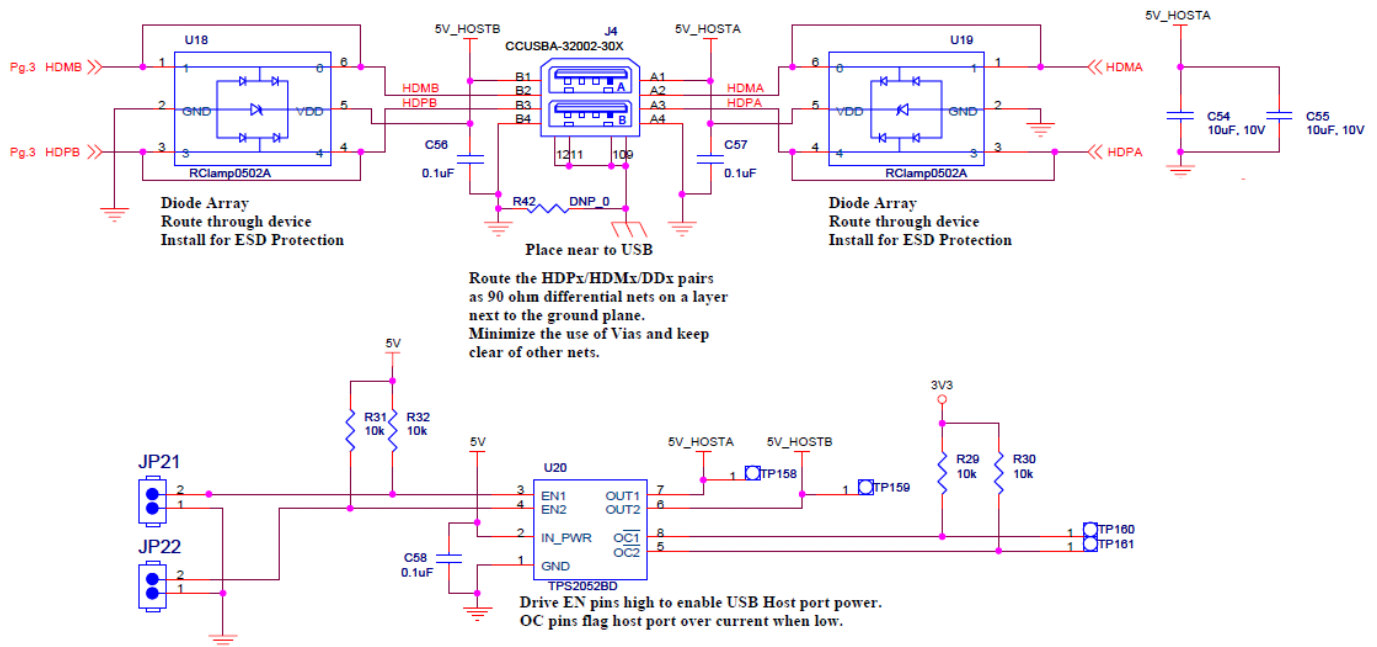 5V_HOSTA
5V_HOSTB
J4
5V_HOSTA
CCUSBA-32002-30X
U18
U19
Pg.3 HDMB
1
1
0
6
B1
A1
6
0
1
1
HDMA
HDMB
B2
A
A2
HDMA
2
GND
VDD
5
HDPB
B3
A3
HDPA
5
VDD
GND
2
B4
B
A4
C54
10uF, 10V
C55
10uF, 10V
Pg.3 HDPB
3
3
4
4
C56
0.1uF
1211
109
C57
0.1uF
4
4
3
3
HDPA
RClamp0502A
RClamp0502A
R42
DNP_0
Diode Array
Route through device
Install for ESD Protection
Diode Array
Route through device
Install for ESD Protection
Place near to USB
Route the HDPx/HDMx/DDx pairs
as 90 ohm differential nets on a layer
next to the ground plane.
Minimize the use of Vias and keep
clear of other nets.
5V
3V3
R31
10k
R32
10k
5V
5V_HOSTA
5V_HOSTB
R29
10k
R30
10k
JP21
U20
1
TP158
2
3
EN1
OUT1
7
1
TP159
1
4
EN2
OUT2
6
2
IN_PWR
OC1
8
1
TP160
JP22
OC2
5
1
TP161
C58
0.1uF
1
GND
2
1
TPS2052BD
Drive EN pins high to enable USB Host port power.
OC pins flag host port over current when low.